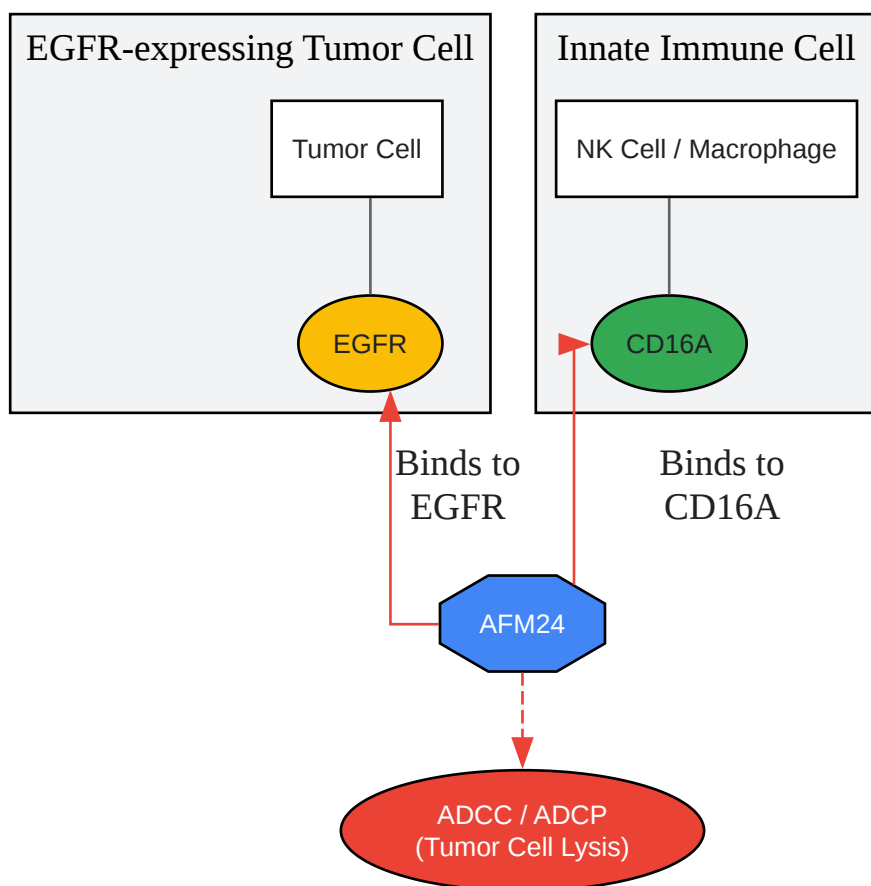 EGFR-expressing Tumor Cell
Innate Immune Cell
Tumor Cell
NK Cell / Macrophage
EGFR
CD16A
Binds to
EGFR
Binds to
CD16A
AFM24
ADCC / ADCP
(Tumor Cell Lysis)